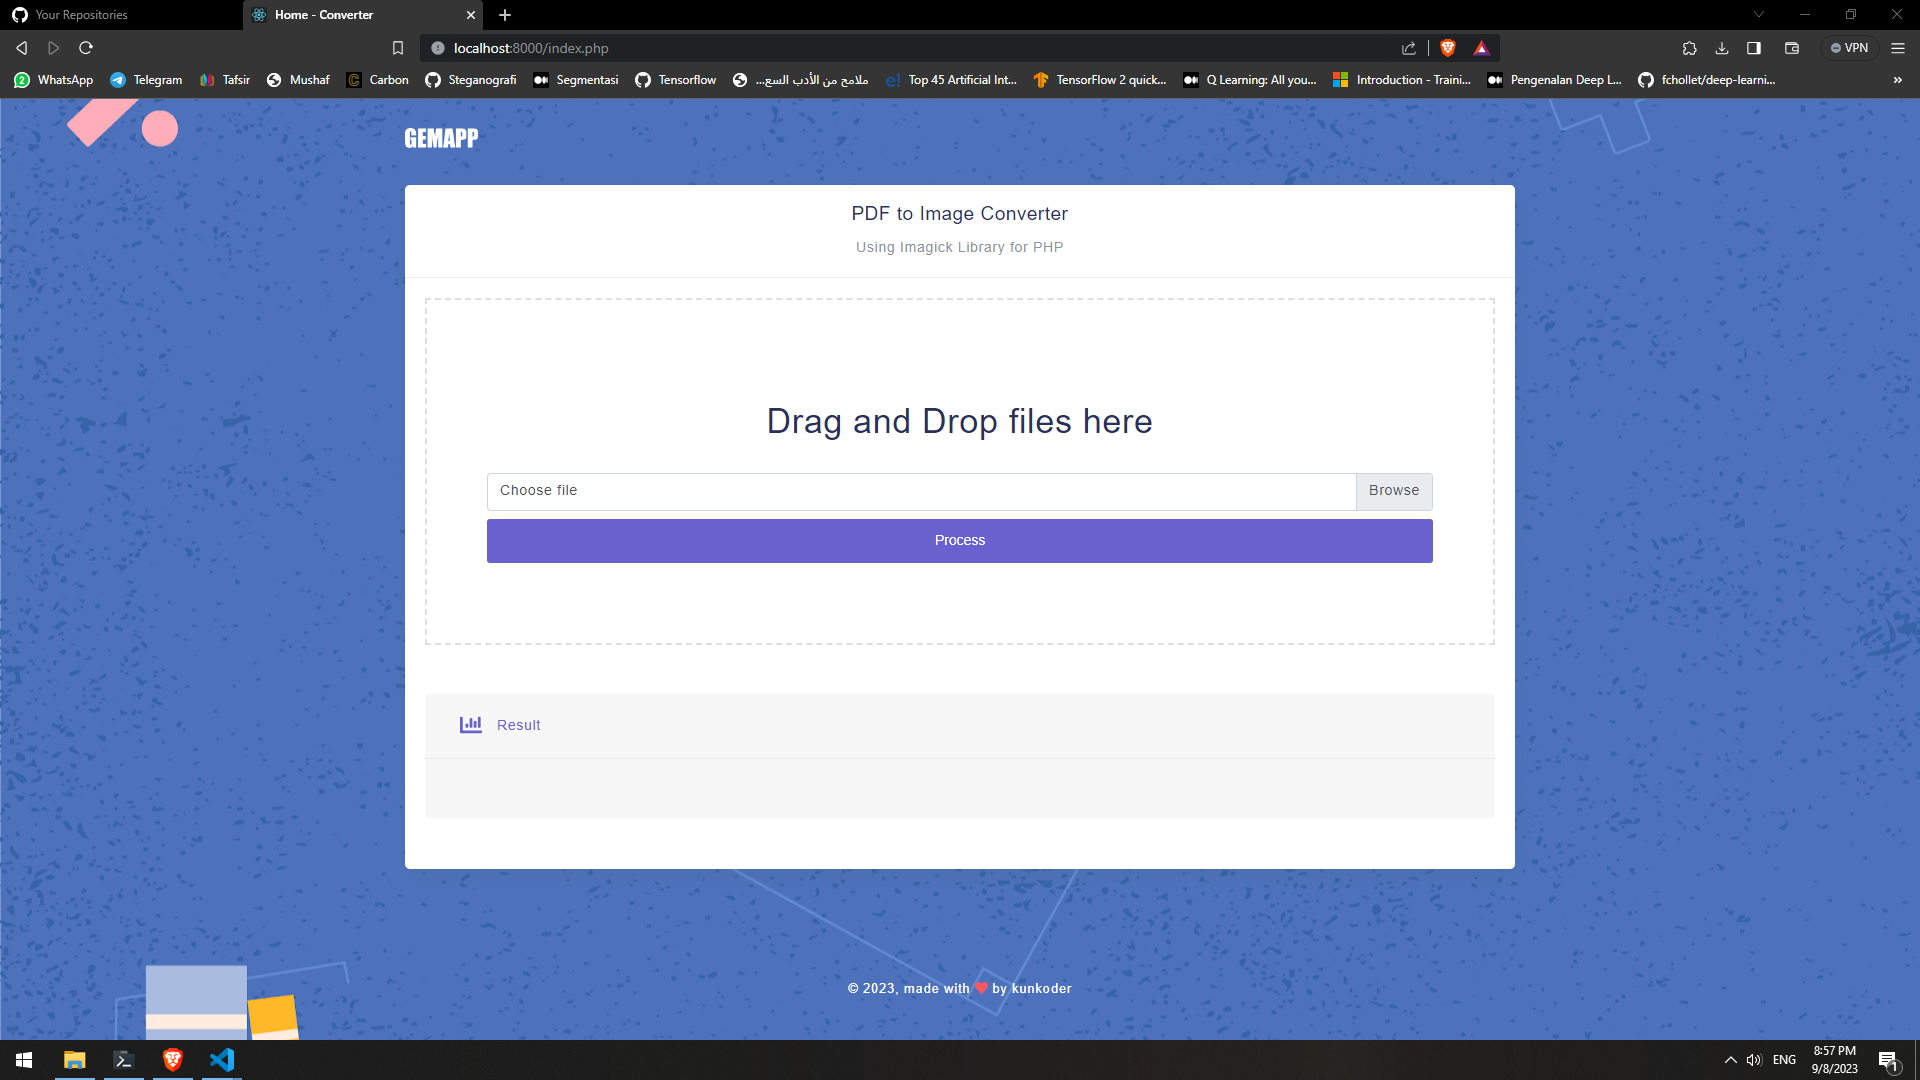 Your Repositories
Home - Converter
localhost:8000/index.php
VPN
2 WhatsApp
Telegram
Tafsir
Mushaf
Carbon
Steganografi
Segmentasi
Tensorflow
ملامح من الأدب السع...
e! Top 45 Artificial Int...
TensorFlow 2 quick...
Q Learning: All you...
Introduction - Traini...
Pengenalan Deep L...
fchollet/deep-learni...
»
GEMAPP
PDF to Image Converter
Using Imagick Library for PHP
Drag and Drop files here
Choose file
Browse
Process
Result
© 2023, made with ❤ by kunkoder
ENG
8:57 PM
9/8/2023
1